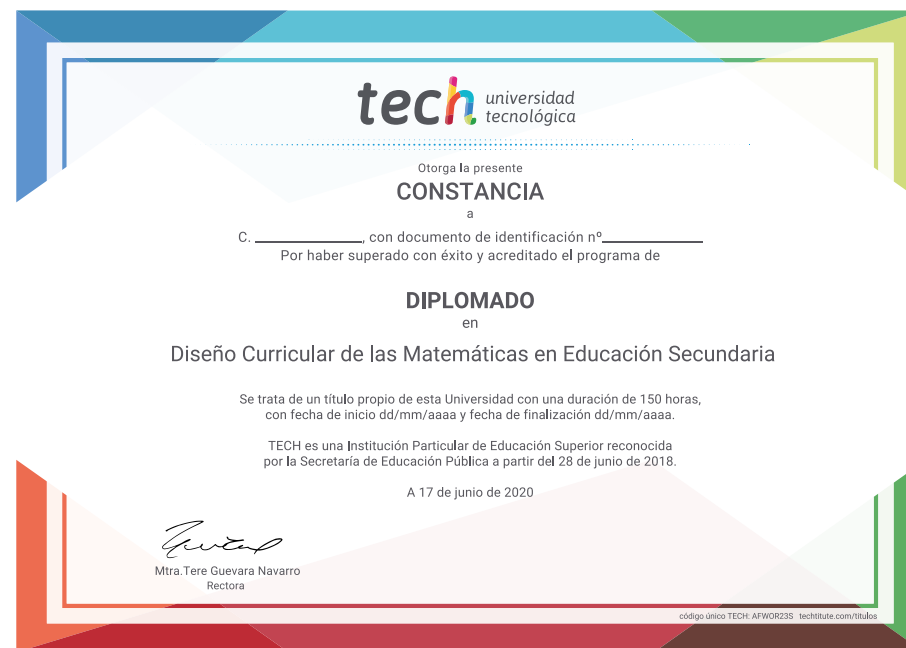 tech universidad
tecnológica
Otorga la presente
CONSTANCIA
a
C. ____________, con documento de identificación nº____________
Por haber superado con éxito y acreditado el programa de
DIPLOMADO
en
Diseño Curricular de las Matemáticas en Educación Secundaria
Se trata de un título propio de esta Universidad con una duración de 150 horas,
con fecha de inicio dd/mm/aaaa y fecha de finalización dd/mm/aaaa.
TECH es una Institución Particular de Educación Superior reconocida
por la Secretaría de Educación Pública a partir del 28 de junio de 2018.
A 17 de junio de 2020
Mtra.Tere Guevara Navarro
Rectora
código único TECH: AFWOR23S techtitute.com/titulos